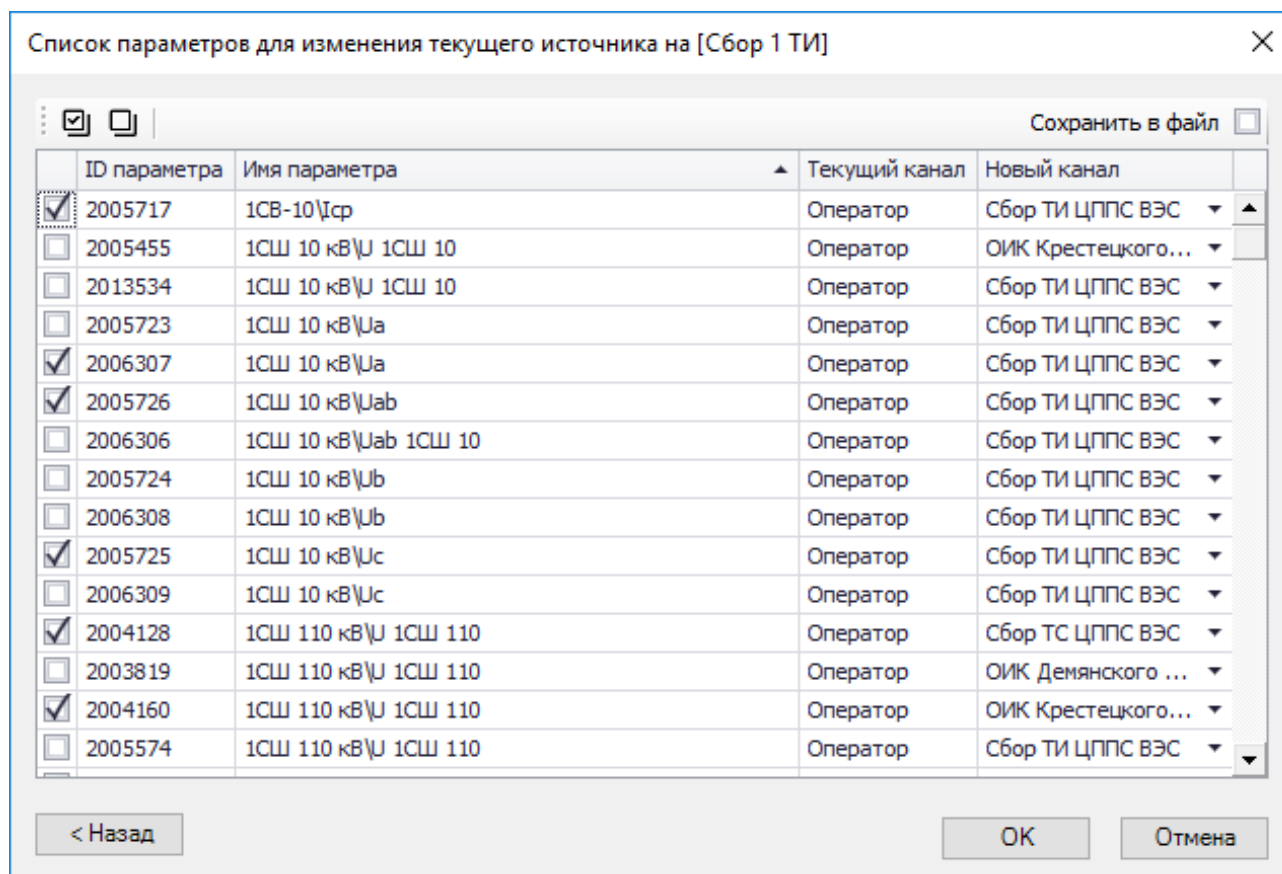 Список параметров для изменения текущего источника на [Сбор 1 ТИ]
Сохранить в файл
ID параметра Имя параметра Текущий канал Новый канал
2005717 1СВ-10\Iср Оператор Сбор ТИ ЦППС ВЭС
2005455 1СШ 10 кВ\U 1СШ 10 Оператор ОИК Крестецкого...
2013534 1СШ 10 кВ\U 1СШ 10 Оператор Сбор ТИ ЦППС ВЭС
2005723 1СШ 10 кВ\Ua Оператор Сбор ТИ ЦППС ВЭС
2006307 1СШ 10 кВ\Ua Оператор Сбор ТИ ЦППС ВЭС
2005726 1СШ 10 кВ\Uab Оператор Сбор ТИ ЦППС ВЭС
2006306 1СШ 10 кВ\Uab 1СШ 10 Оператор Сбор ТИ ЦППС ВЭС
2005724 1СШ 10 кВ\Ub Оператор Сбор ТИ ЦППС ВЭС
2006308 1СШ 10 кВ\Ub Оператор Сбор ТИ ЦППС ВЭС
2005725 1СШ 10 кВ\Uc Оператор Сбор ТИ ЦППС ВЭС
2006309 1СШ 10 кВ\Uc Оператор Сбор ТИ ЦППС ВЭС
2004128 1СШ 110 кВ\U 1СШ 110 Оператор Сбор ТС ЦППС ВЭС
2003819 1СШ 110 кВ\U 1СШ 110 Оператор ОИК Демянского ...
2004160 1СШ 110 кВ\U 1СШ 110 Оператор ОИК Крестецкого...
2005574 1СШ 110 кВ\U 1СШ 110 Оператор Сбор ТИ ЦППС ВЭС
< Назад OK Отмена